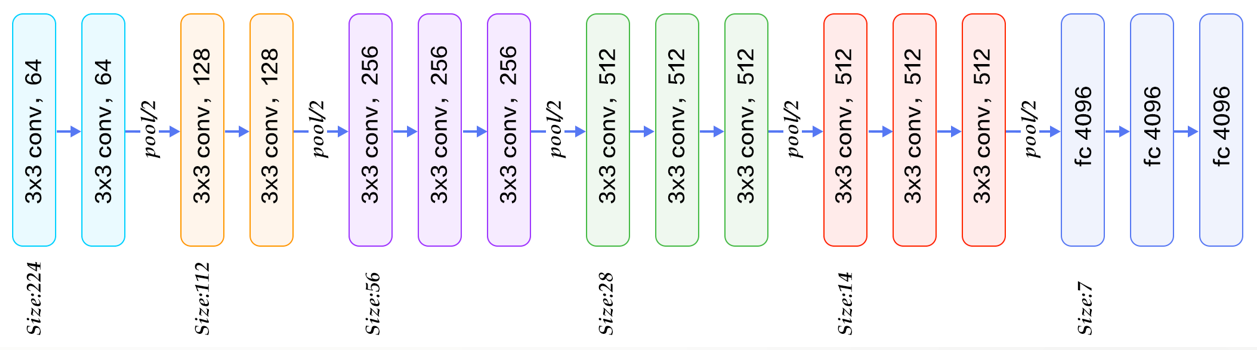 3x3 conv, 64
3x3 conv, 64
pool/2
3x3 conv, 128
3x3 conv, 128
pool/2
3x3 conv, 256
3x3 conv, 256
3x3 conv, 256
pool/2
3x3 conv, 512
3x3 conv, 512
3x3 conv, 512
pool/2
3x3 conv, 512
3x3 conv, 512
3x3 conv, 512
pool/2
fc 4096
fc 4096
fc 4096
Size:224
Size:112
Size:56
Size:28
Size:14
Size:7